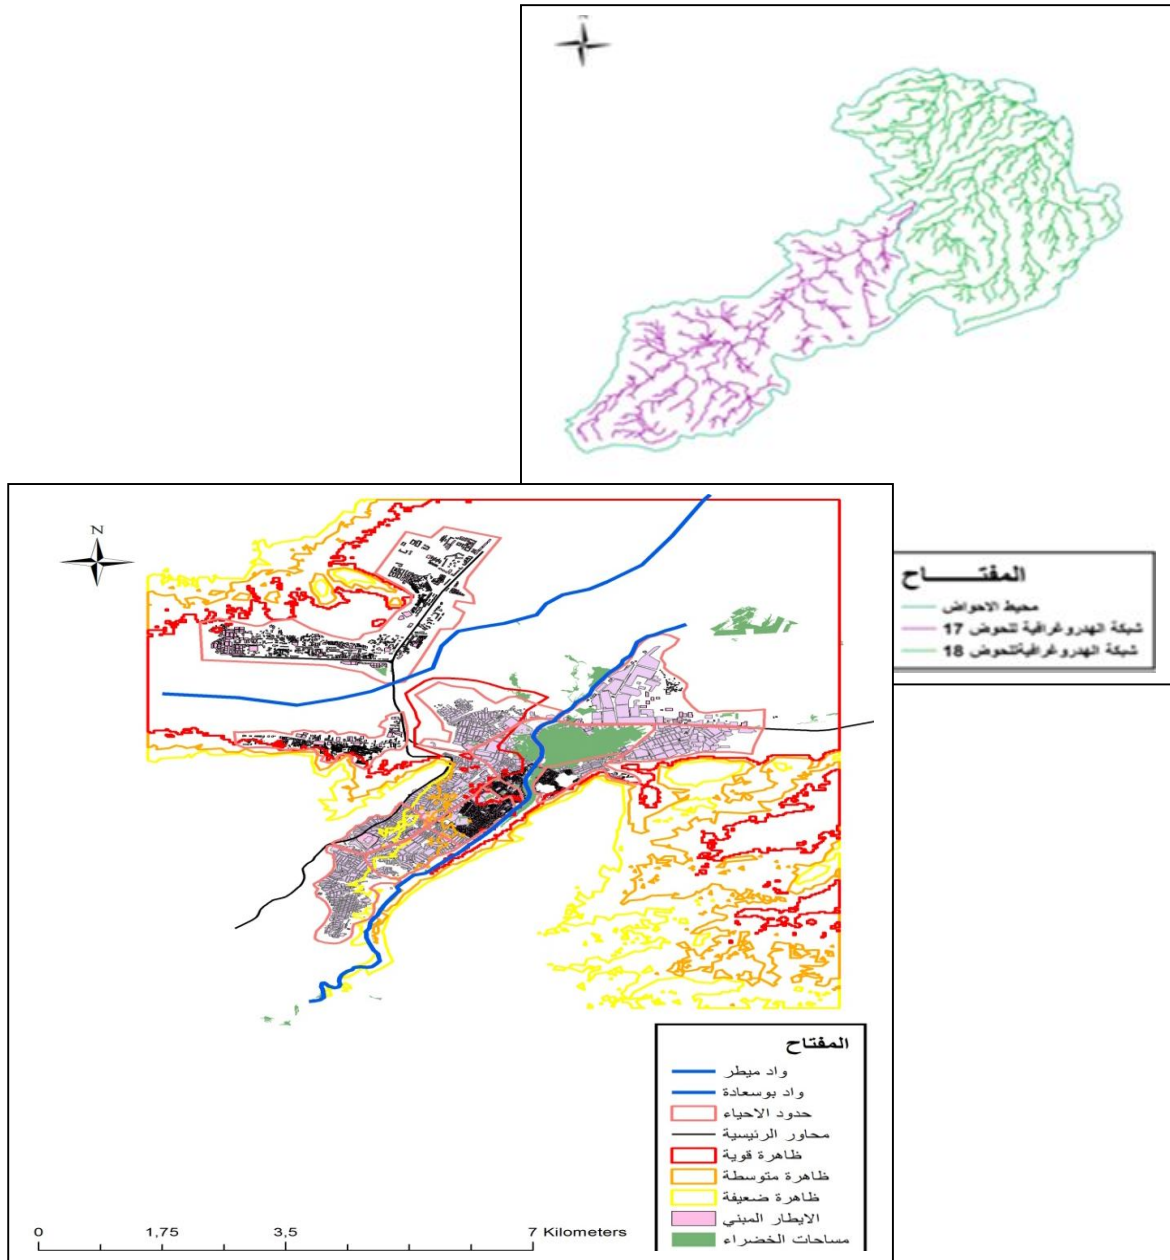 المفتـــــاح
محيط الاحواض
شبكة الهدروغرافية للحوض 17
شبكة الهدروغرافيةللحوض 18
N
المفتاح
واد ميطر
واد بوسعادة
حدود الاحياء
محاور الرئيسية
ظاهرة قوية
ظاهرة متوسطة
ظاهرة ضعيفة
الايطار المبني
مساحات الخضراء
0 1,75 3,5 7 Kilometers